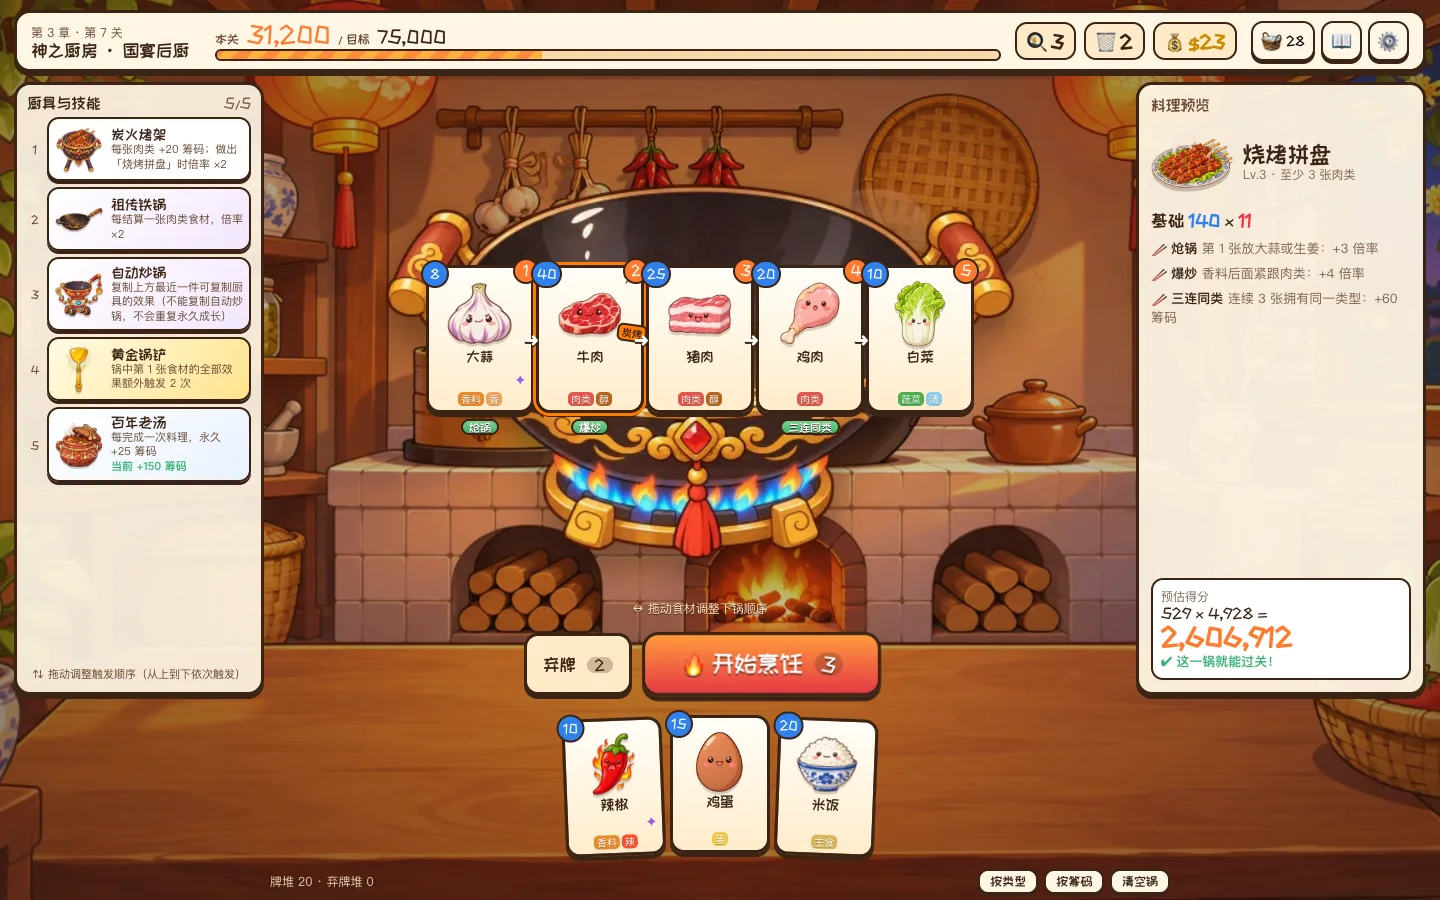 第 3 章 · 第 7 关
神之厨房 · 国宴后厨
本关 31,200 / 目标 75,000
3
2
$23
28
厨具与技能 5/5
1
炭火烤架
每张肉类 +20 筹码；做出
「烧烤拼盘」时倍率 ×2
2
祖传铁锅
每结算一张肉类食材，倍率
×2
3
自动炒锅
复制上方最近一件可复制厨
具的效果（不能复制自动炒
锅，不会重复永久成长）
4
黄金锅铲
锅中第 1 张食材的全部效
果额外触发 2 次
5
百年老汤
每完成一次料理，永久
+25 筹码
当前 +150 筹码
⇅ 拖动调整触发顺序（从上到下依次触发）
8 1
大蒜
香料 香
炝锅
40 2
炭烤
牛肉
肉类 醇
爆炒
25 3
猪肉
肉类 醇
20 4
鸡肉
肉类
三连同类
10 5
白菜
蔬菜 清
↔ 拖动食材调整下锅顺序
弃牌 2
开始烹饪 3
10
辣椒
香料 辣
15
鸡蛋
蛋
20
米饭
主食
牌堆 20 · 弃牌堆 0
按类型
按筹码
清空锅
料理预览
烧烤拼盘
Lv.3 · 至少 3 张肉类
基础 140 × 11
炝锅 第 1 张放大蒜或生姜：+3 倍率
爆炒 香料后面紧跟肉类：+4 倍率
三连同类 连续 3 张拥有同一类型：+60
筹码
预估得分
529 × 4,928 =
2,606,912
✔ 这一锅就能过关！